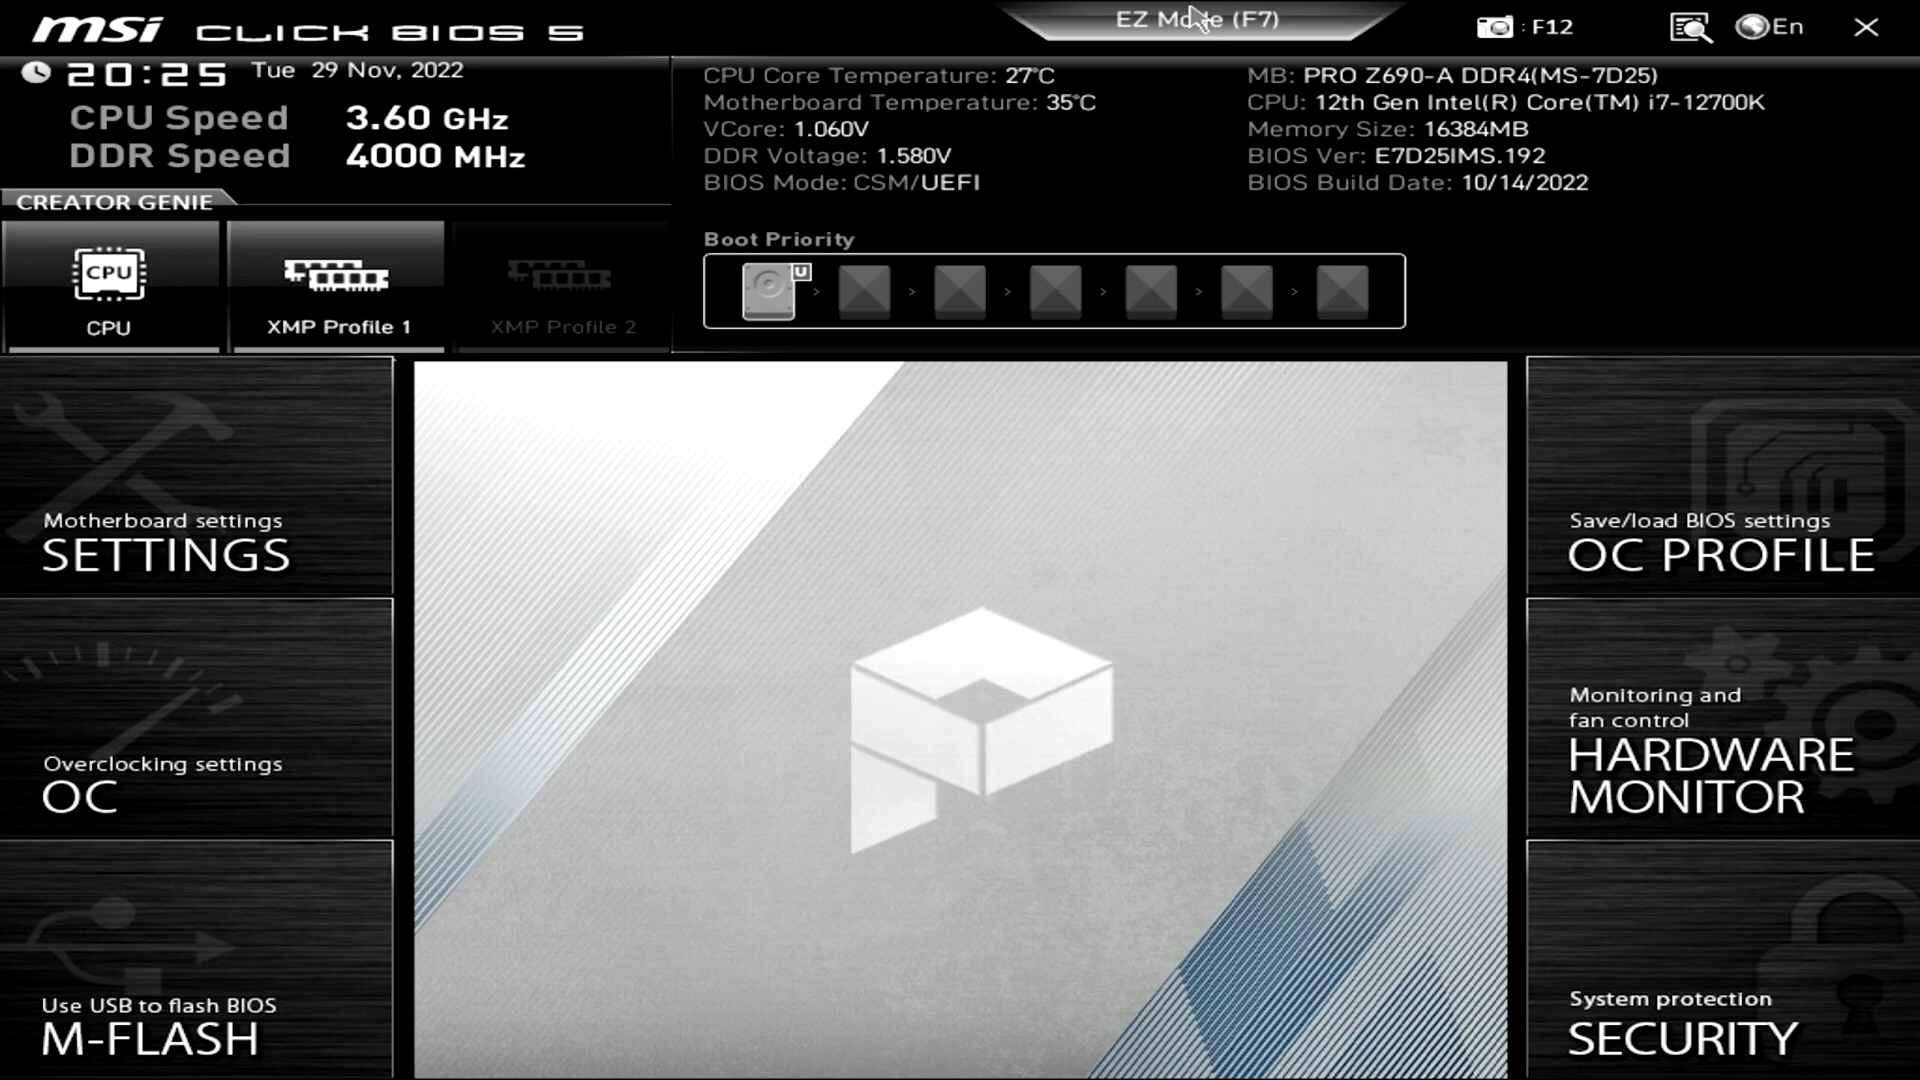 msi CLICK BIOS 5
EZ Mode (F7)
: F12
En
20:25 Tue 29 Nov, 2022
CPU Speed 3.60 GHz
DDR Speed 4000 MHz
CPU Core Temperature: 27°C
Motherboard Temperature: 35°C
VCore: 1.060V
DDR Voltage: 1.580V
BIOS Mode: CSM/UEFI
MB: PRO Z690-A DDR4(MS-7D25)
CPU: 12th Gen Intel(R) Core(TM) i7-12700K
Memory Size: 16384MB
BIOS Ver: E7D25IMS.192
BIOS Build Date: 10/14/2022
CREATOR GENIE
CPU
CPU
XMP Profile 1
XMP Profile 2
Boot Priority
U
Motherboard settings
SETTINGS
Overclocking settings
OC
Use USB to flash BIOS
M-FLASH
Save/load BIOS settings
OC PROFILE
Monitoring and
fan control
HARDWARE
MONITOR
System protection
SECURITY